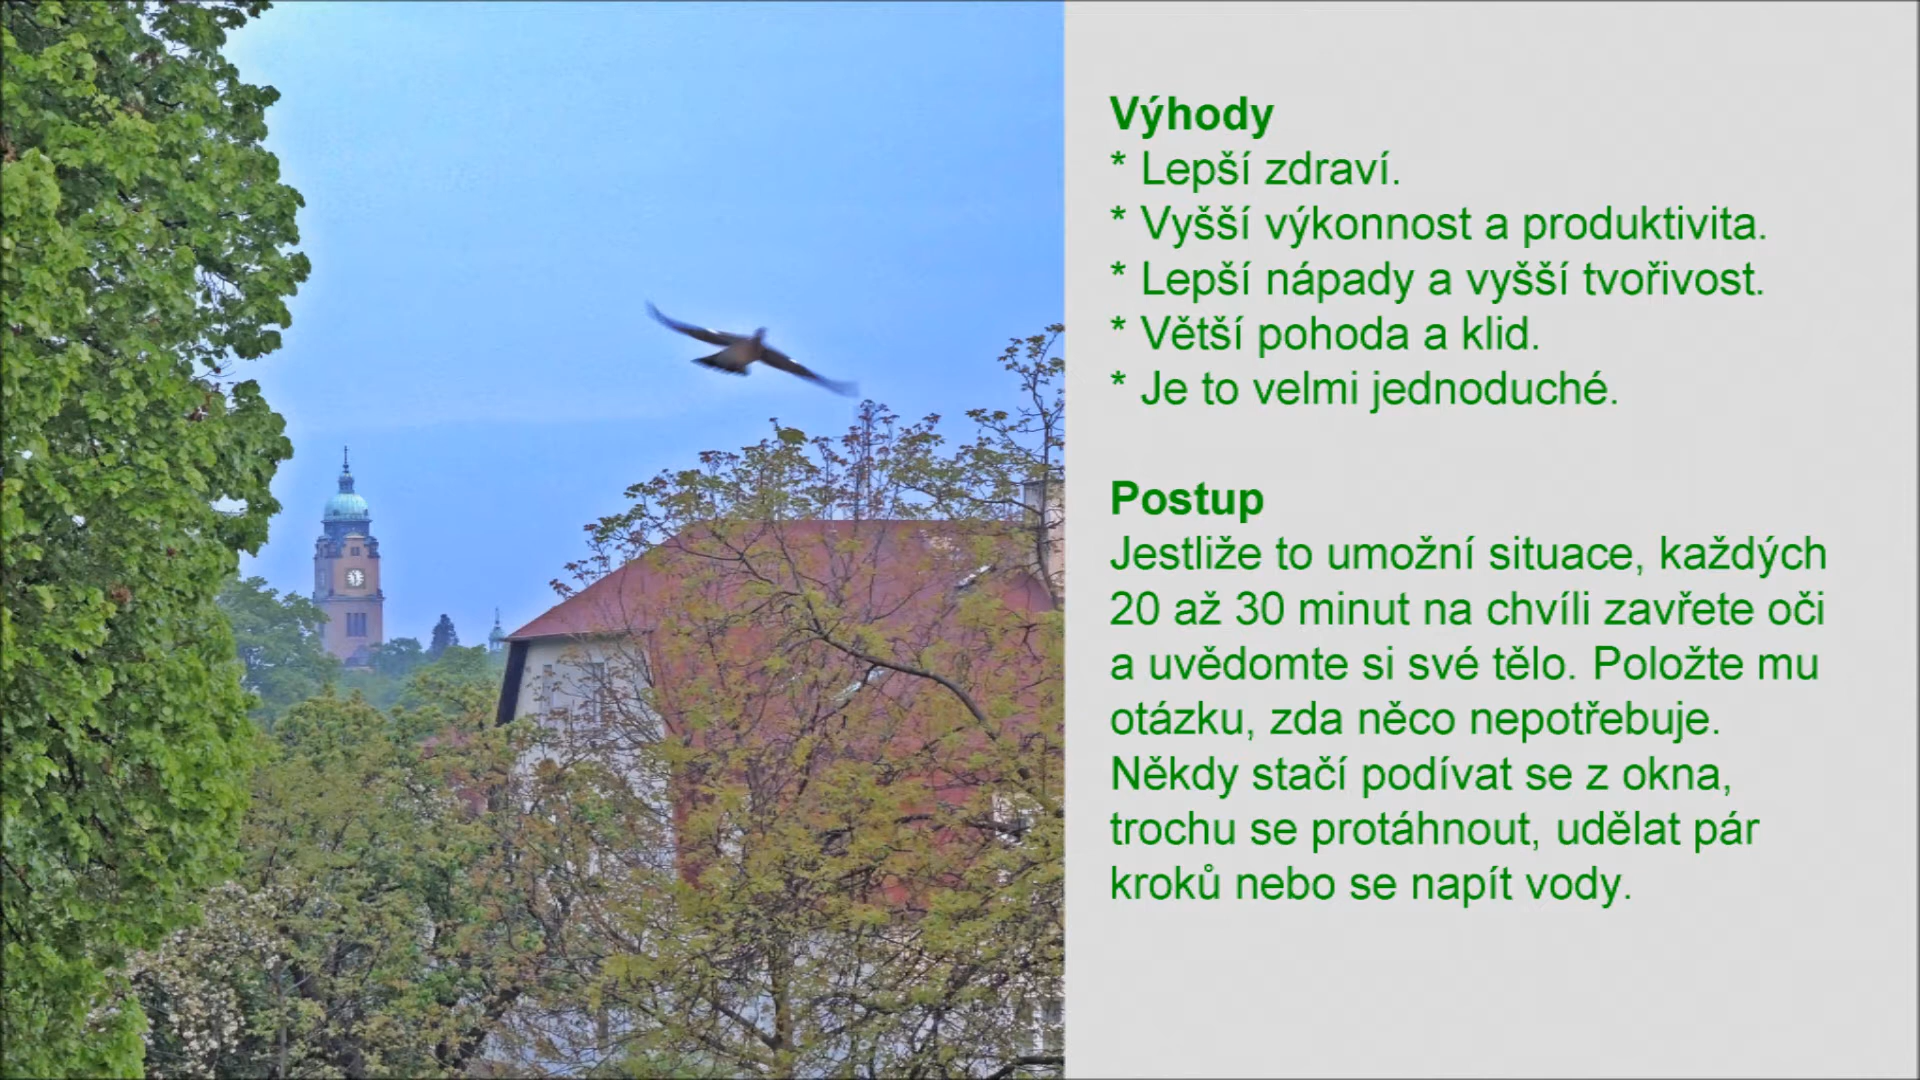 Výhody
* Lepší zdraví.
* Vyšší výkonnost a produktivita.
* Lepší nápady a vyšší tvořivost.
* Větší pohoda a klid.
* Je to velmi jednoduché.
Postup
Jestliže to umožní situace, každých
20 až 30 minut na chvíli zavřete oči
a uvědomte si své tělo. Položte mu
otázku, zda něco nepotřebuje.
Někdy stačí podívat se z okna,
trochu se protáhnout, udělat pár
kroků nebo se napít vody.